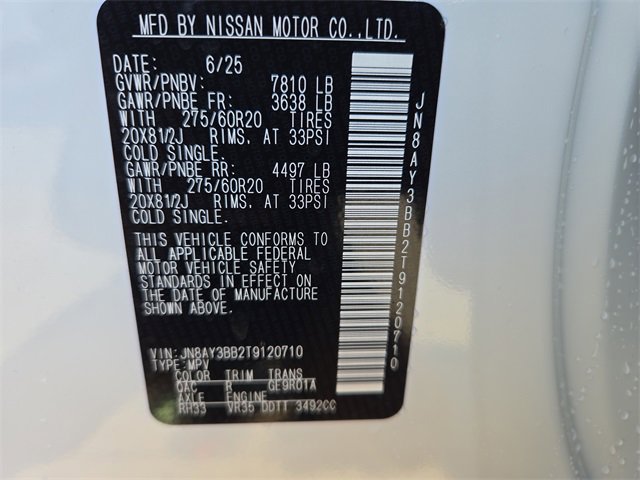 MFD BY NISSAN MOTOR CO.,LTD.
DATE: 6/25
GVWR/PNBV: 7810 LB
GAWR/PNBE FR: 3638 LB
WITH 275/60R20 TIRES
20X81/2J RIMS. AT 33PSI
COLD SINGLE.
GAWR/PNBE RR: 4497 LB
WITH 275/60R20 TIRES
20X81/2J RIMS. AT 33PSI
COLD SINGLE.
THIS VEHICLE CONFORMS TO
ALL APPLICABLE FEDERAL
MOTOR VEHICLE SAFETY
STANDARDS IN EFFECT ON
THE DATE OF MANUFACTURE
SHOWN ABOVE.
VIN:JN8AY3BB2T9120710
TYPE:MPV
COLOR TRIM TRANS
QAC R GE9R01A
AXLE ENGINE
RH33 VR35 DDTT 3492CC
JN8AY3BB2T9120710